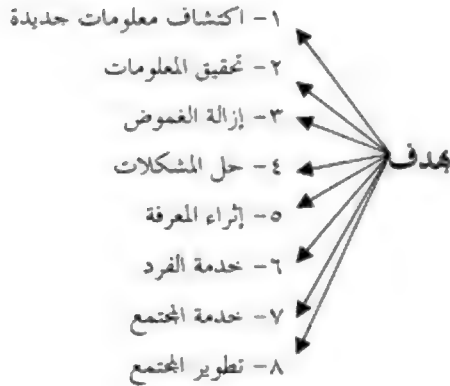 ١- اكتشاف معلومات جديدة
٢- تحقيق المعلومات
٣- إزالة الغموض
٤- حل المشكلات
بهدف
٥- إثراء المعرفة
٦- خدمة الفرد
٧- خدمة المجتمع
٨- تطوير المجتمع